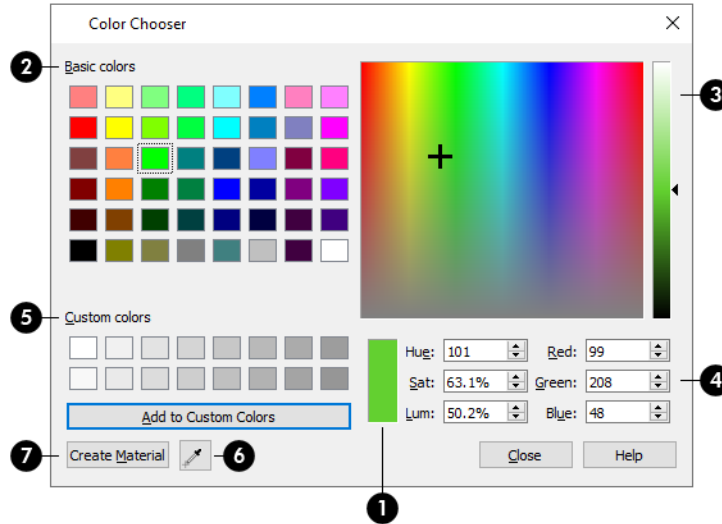 Color Chooser
2
Basic colors
3
5
Custom colors
Hue: 101 Red: 99
Sat: 63.1% Green: 208
4
Lum: 50.2% Blue: 48
Add to Custom Colors
7
Create Material
6
Close
Help
1